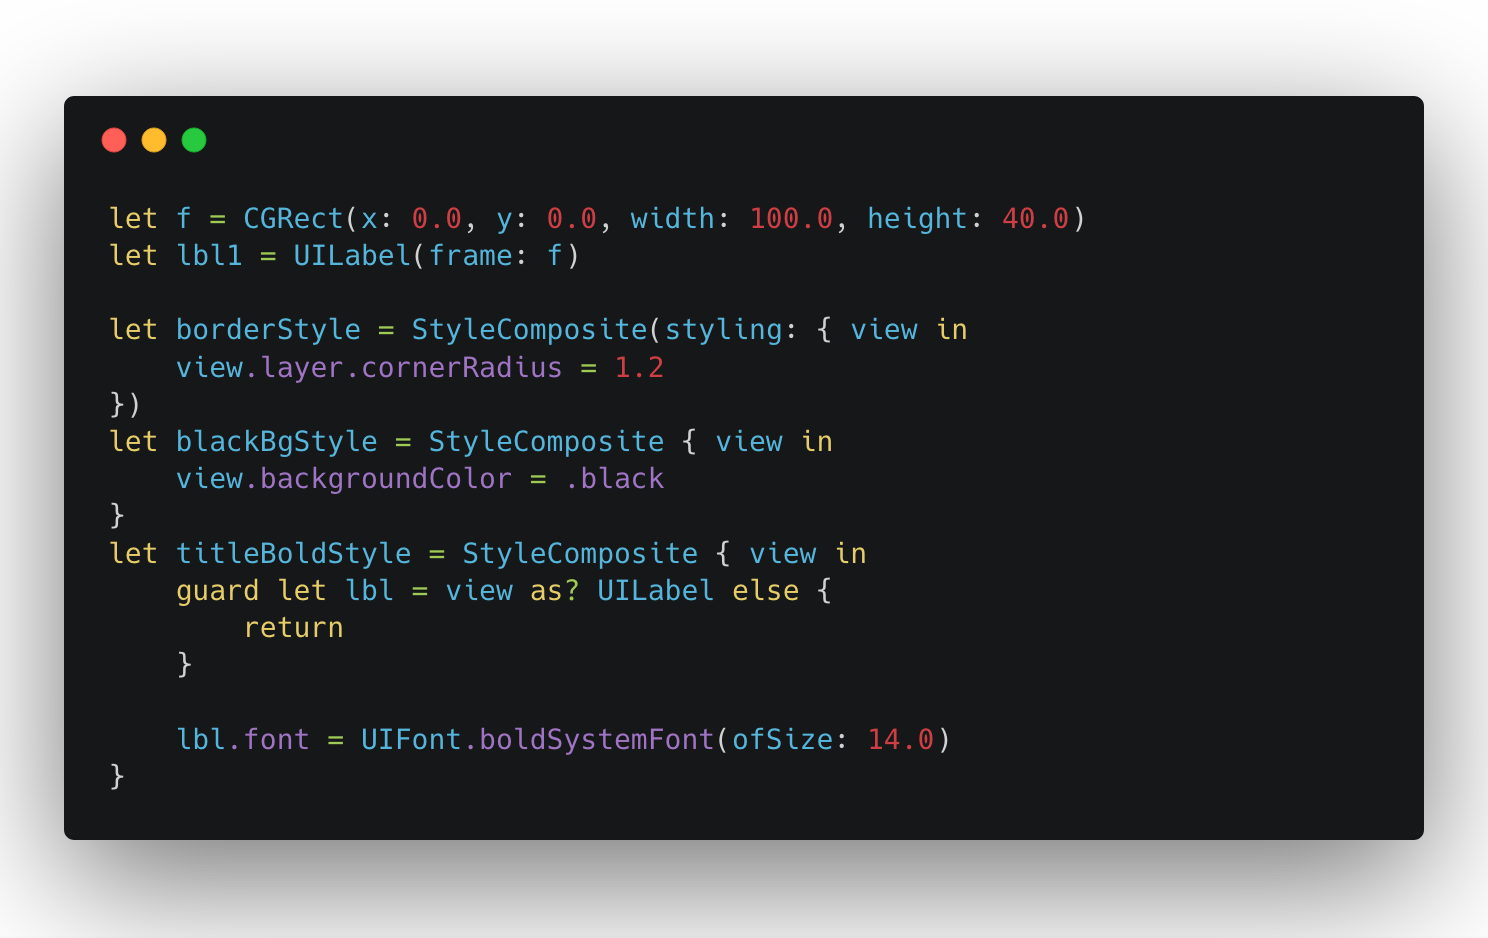 let f = CGRect(x: 0.0, y: 0.0, width: 100.0, height: 40.0)
let lbl1 = UILabel(frame: f)

let borderStyle = StyleComposite(styling: { view in
    view.layer.cornerRadius = 1.2
})
let blackBgStyle = StyleComposite { view in
    view.backgroundColor = .black
}
let titleBoldStyle = StyleComposite { view in
    guard let lbl = view as? UILabel else {
        return
    }

    lbl.font = UIFont.boldSystemFont(ofSize: 14.0)
}